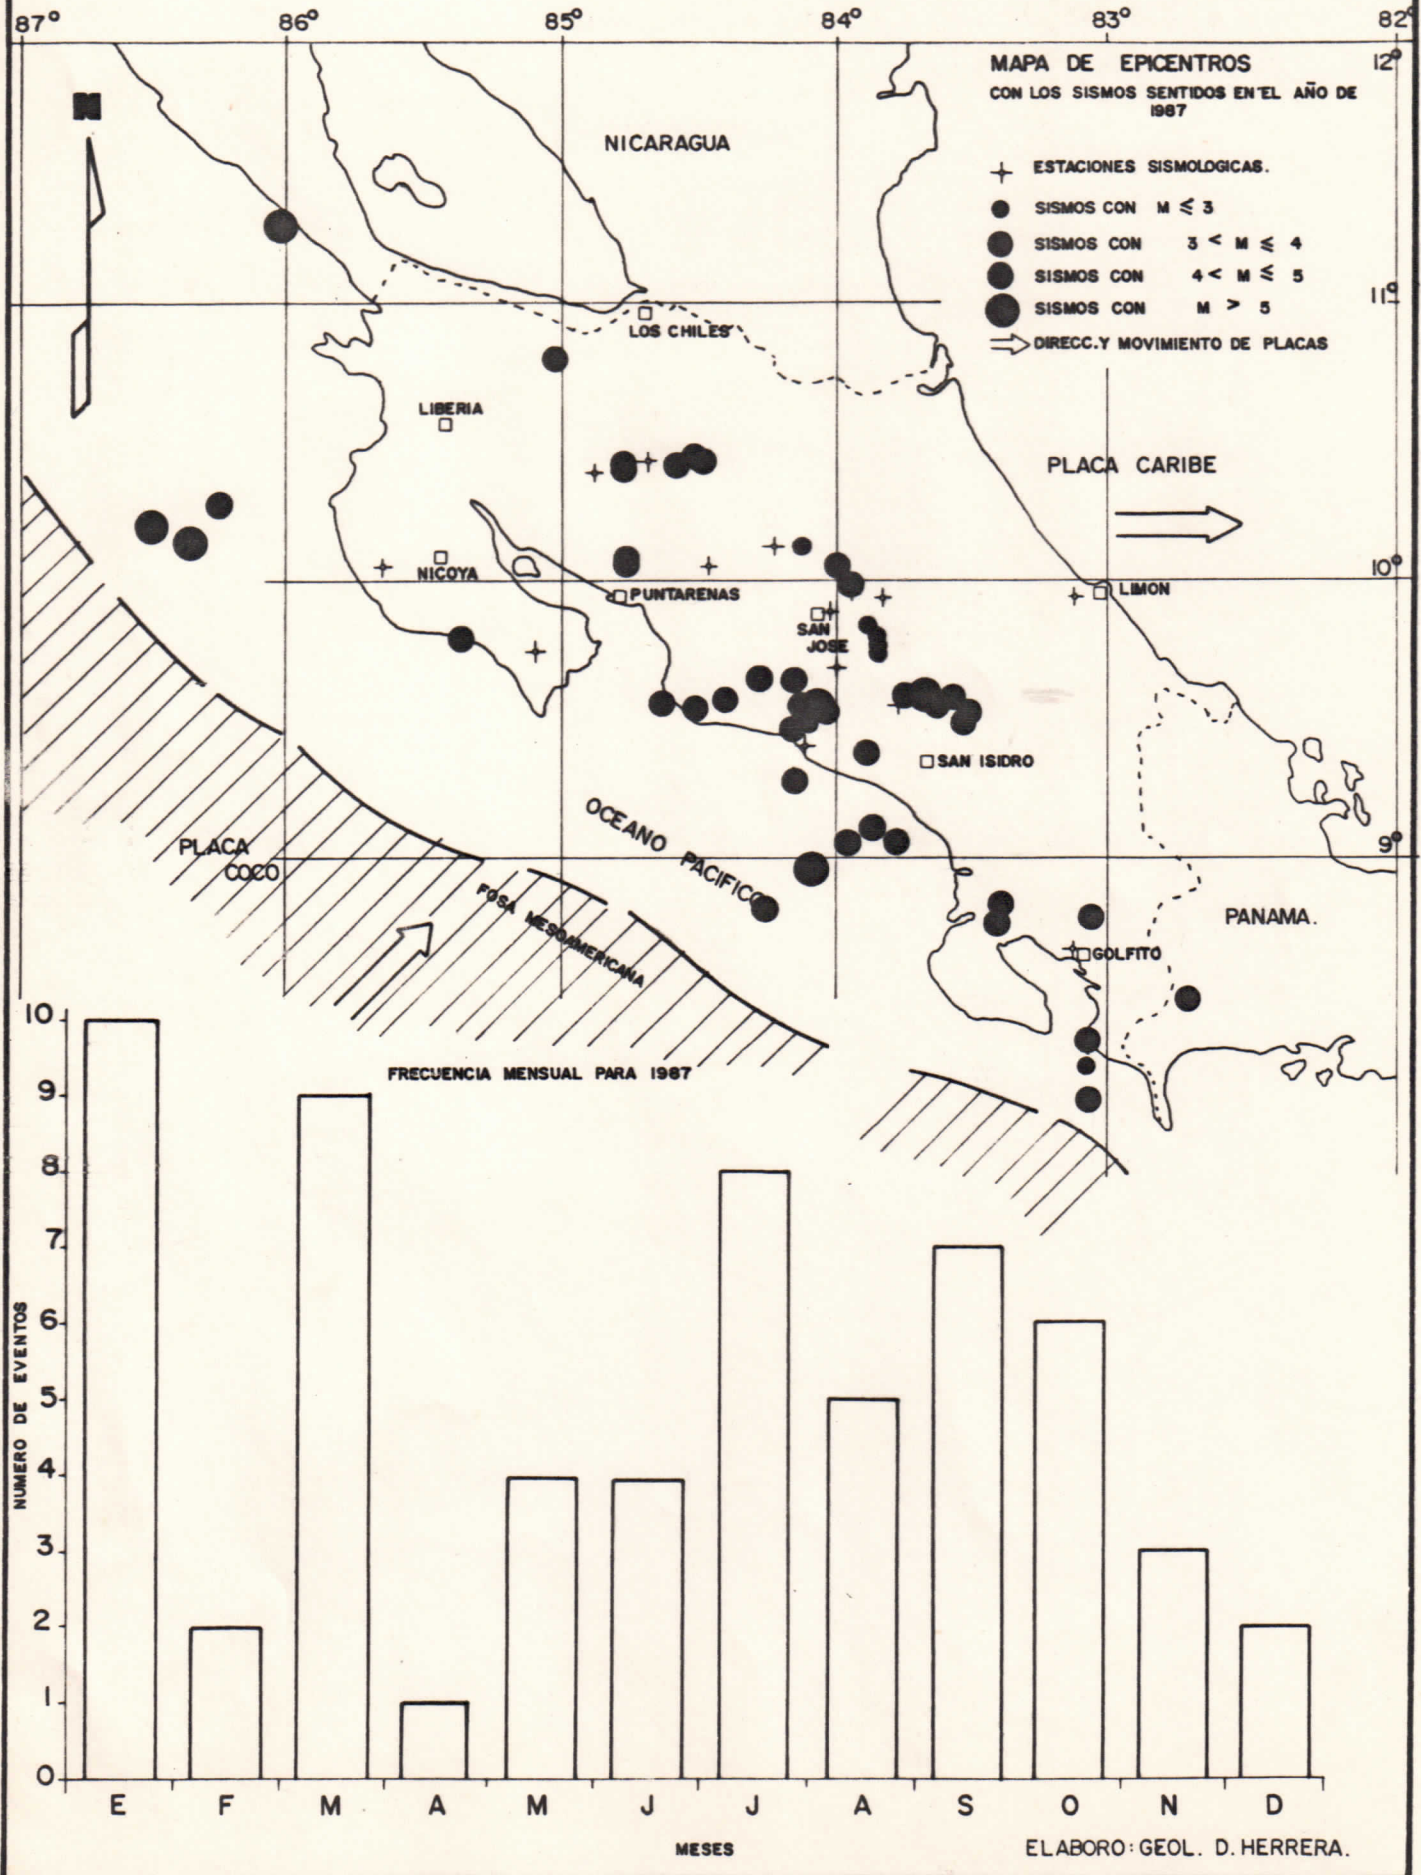 87° 86° 85° 84° 83° 82°
MAPA DE EPICENTROS
CON LOS SISMOS SENTIDOS EN EL AÑO DE
1987
12°
N
NICARAGUA
ESTACIONES SISMOLOGICAS.
SISMOS CON M ≤ 3
SISMOS CON 3 < M ≤ 4
SISMOS CON 4 < M ≤ 5
SISMOS CON M > 5
11°
DIRECC. Y MOVIMIENTO DE PLACAS
LOS CHILES
LIBERIA
PLACA CARIBE
10°
NICOYA
PUNTARENAS
LIMON
SAN
JOSE
SAN ISIDRO
OCEANO PACIFICO
9°
PLACA
COCO
FOSA MESOAMERICANA
PANAMA.
GOLFITO
FRECUENCIA MENSUAL PARA 1987
10
9
8
7
6
5
4
3
2
1
0
NUMERO DE EVENTOS
E F M A M J J A S O N D
MESES
ELABORO: GEOL. D. HERRERA.